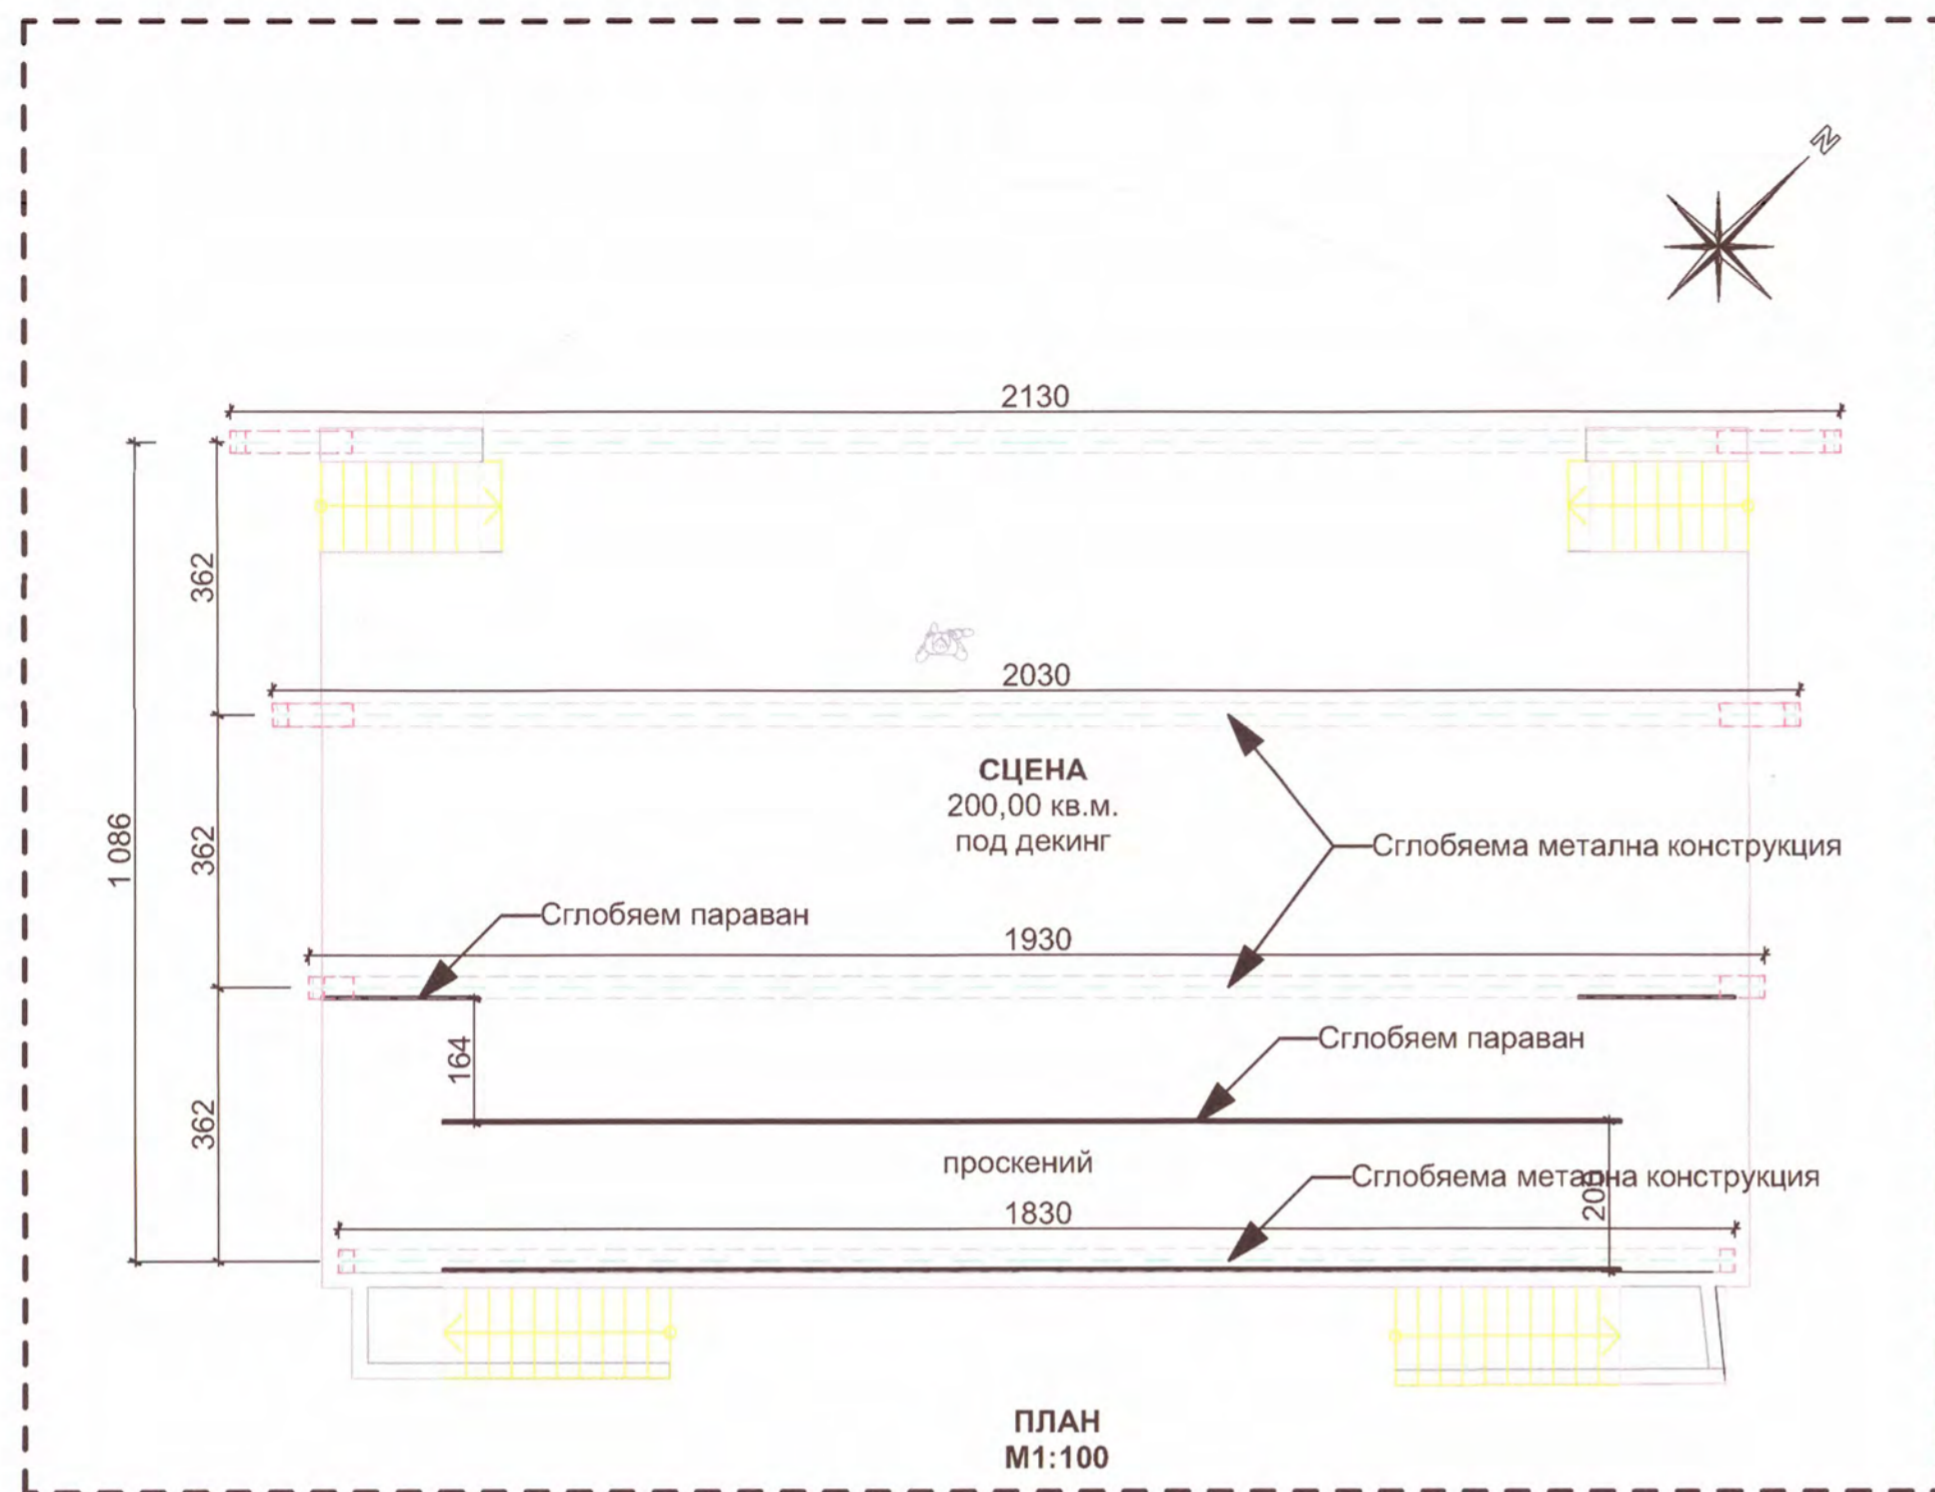 N
2130
362
2030
СЦЕНА
200,00 кв.м.
под декинг
Сглобяема метална конструкция
1 086
362
Сглобяем параван
1930
Сглобяем параван
164
362
проскений
Сглобяема метална конструкция
200
1830
ПЛАН
М1:100